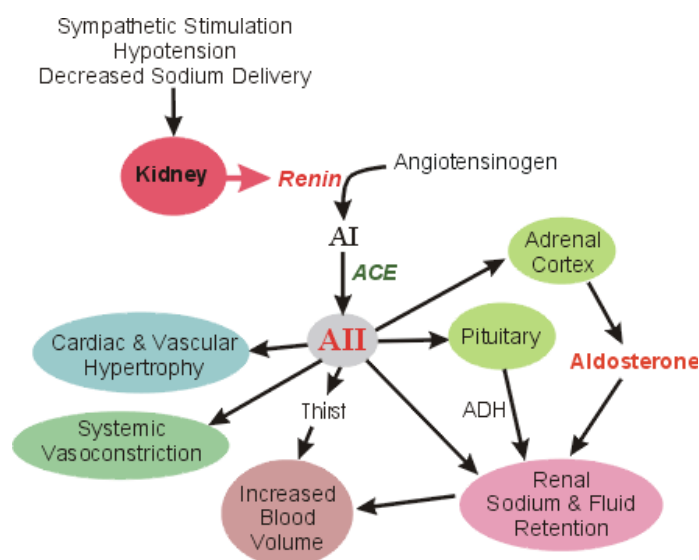 Sympathetic Stimulation
Hypotension
Decreased Sodium Delivery
Kidney
Renin
Angiotensinogen
AI
ACE
Adrenal
Cortex
AII
Pituitary
Cardiac & Vascular
Hypertrophy
Aldosterone
Thirst
ADH
Systemic
Vasoconstriction
Increased
Blood
Volume
Renal
Sodium & Fluid
Retention